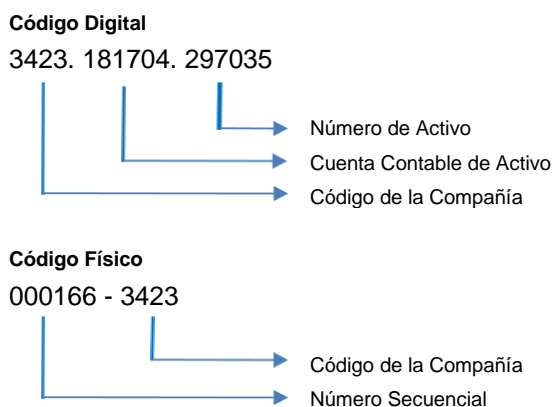 Código Digital
3423. 181704. 297035
Número de Activo
Cuenta Contable de Activo
Código de la Compañía
Código Físico
000166 - 3423
Código de la Compañía
Número Secuencial